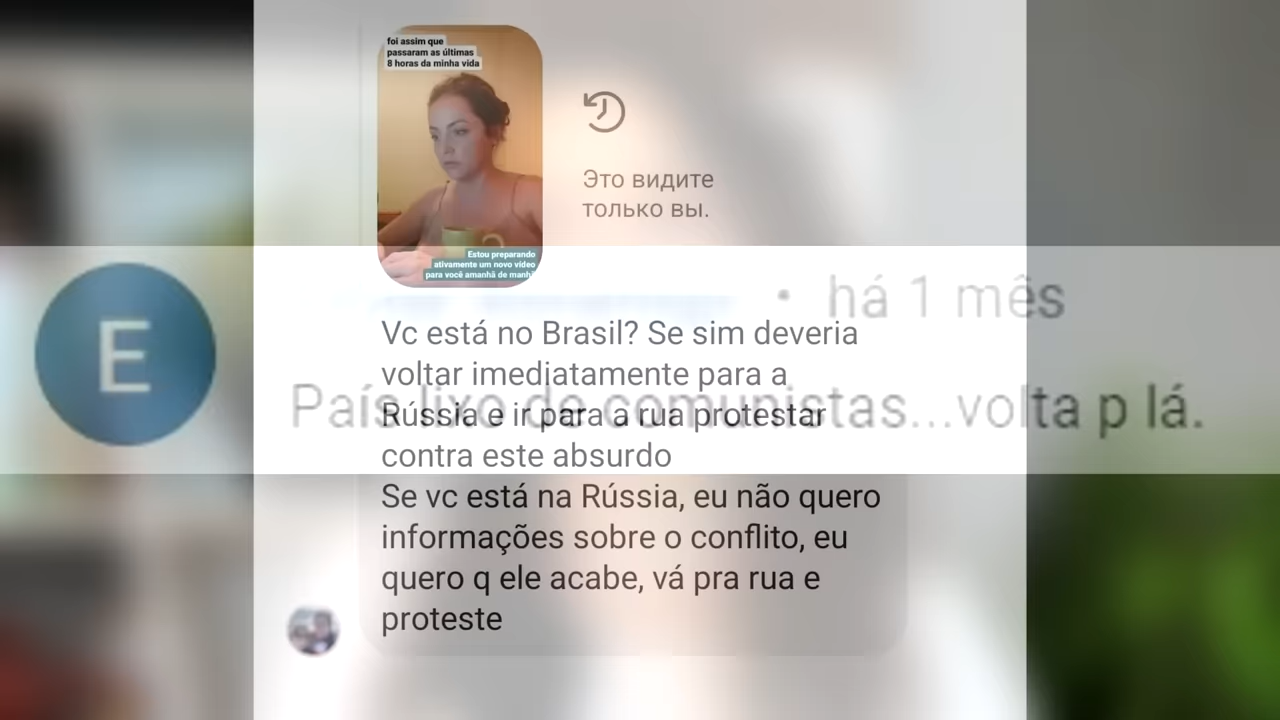 foi assim que
passaram as últimas
8 horas da minha vida
Это видите
только вы.
Estou preparando
ativamente um novo vídeo
para você amanhã de manhã
E
• há 1 mês
Vc está no Brasil? Se sim deveria
voltar imediatamente para a
País lixo de comunistas...volta p lá.
Rússia e ir para a rua protestar
contra este absurdo
Se vc está na Rússia, eu não quero
informações sobre o conflito, eu
quero q ele acabe, vá pra rua e
proteste